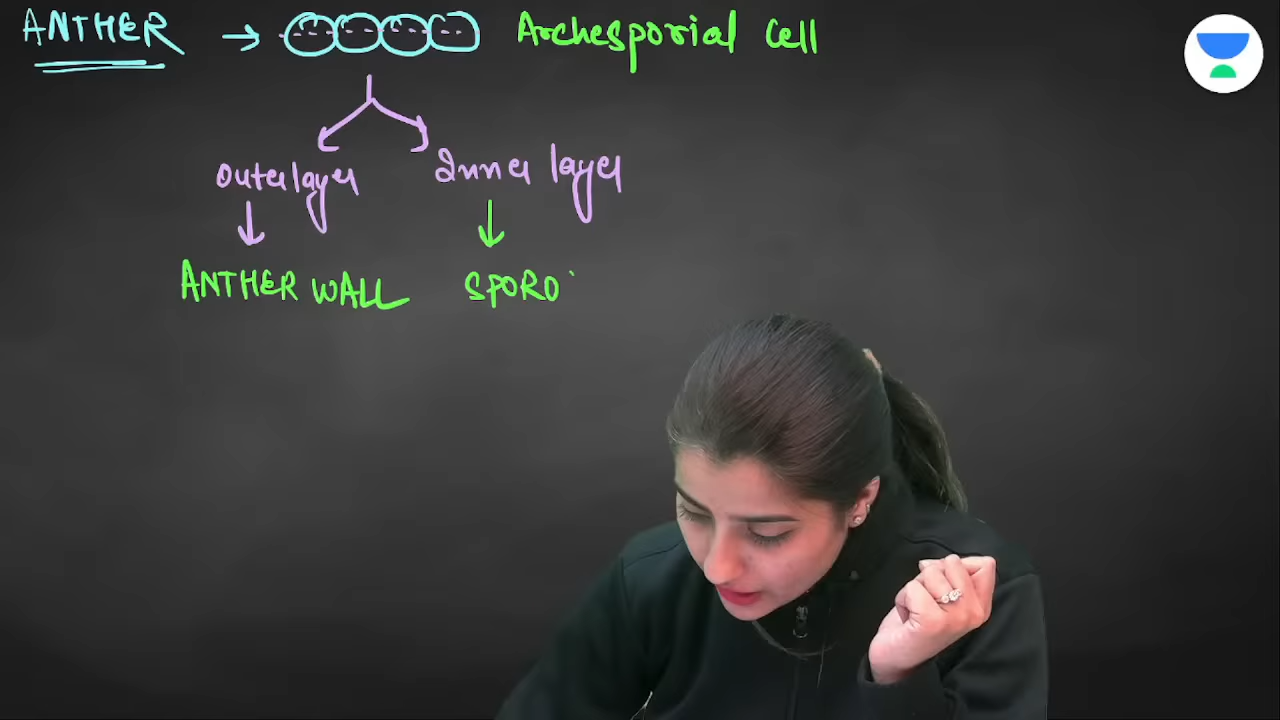 ANTHER → Archesporial Cell
Outer layer Inner layer
ANTHER WALL SPORO